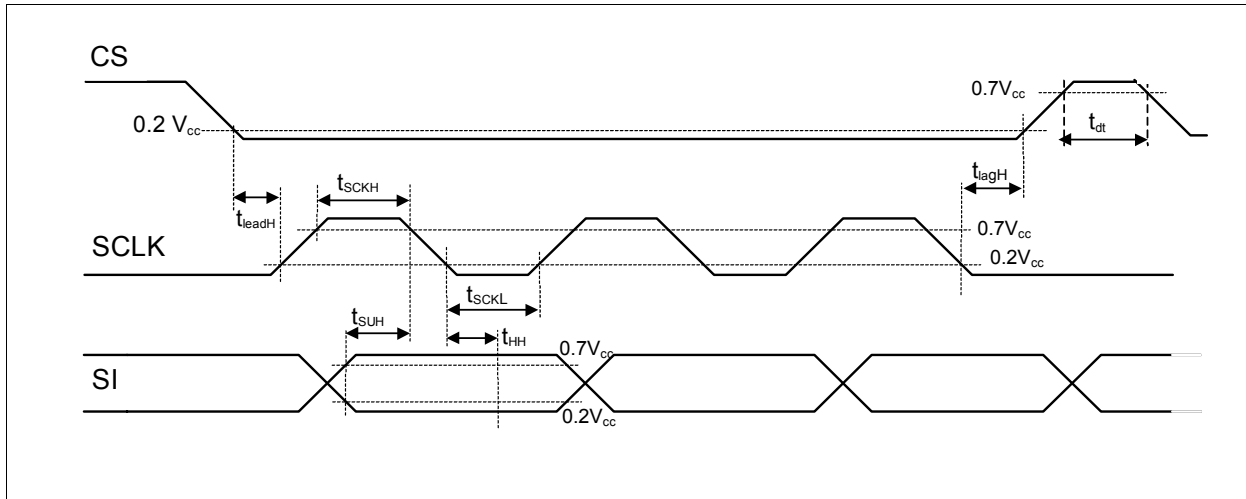 CS
0.7Vcc
0.2 Vcc
tdt
tSCKH
tlagH
tleadH
SCLK
0.7Vcc
0.2Vcc
tSCKL
tSUH
tHH
0.7Vcc
SI
0.2Vcc